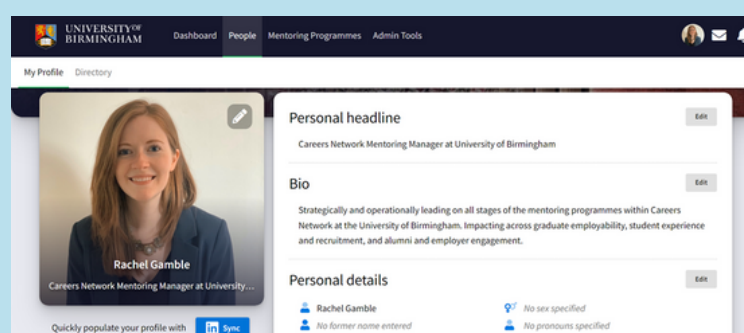 UNIVERSITY OF
BIRMINGHAM
Dashboard People Mentoring Programmes Admin Tools
My Profile Directory
Personal headline
Edit
Careers Network Mentoring Manager at University of Birmingham
Bio
Edit
Strategically and operationally leading on all stages of the mentoring programmes within Careers
Network at the University of Birmingham. Impacting across graduate employability, student experience
and recruitment, and alumni and employer engagement.
Rachel Gamble
Careers Network Mentoring Manager at University...
Personal details
Edit
Rachel Gamble
No sex specified
No former name entered
No pronouns specified
Quickly populate your profile with
in Sync